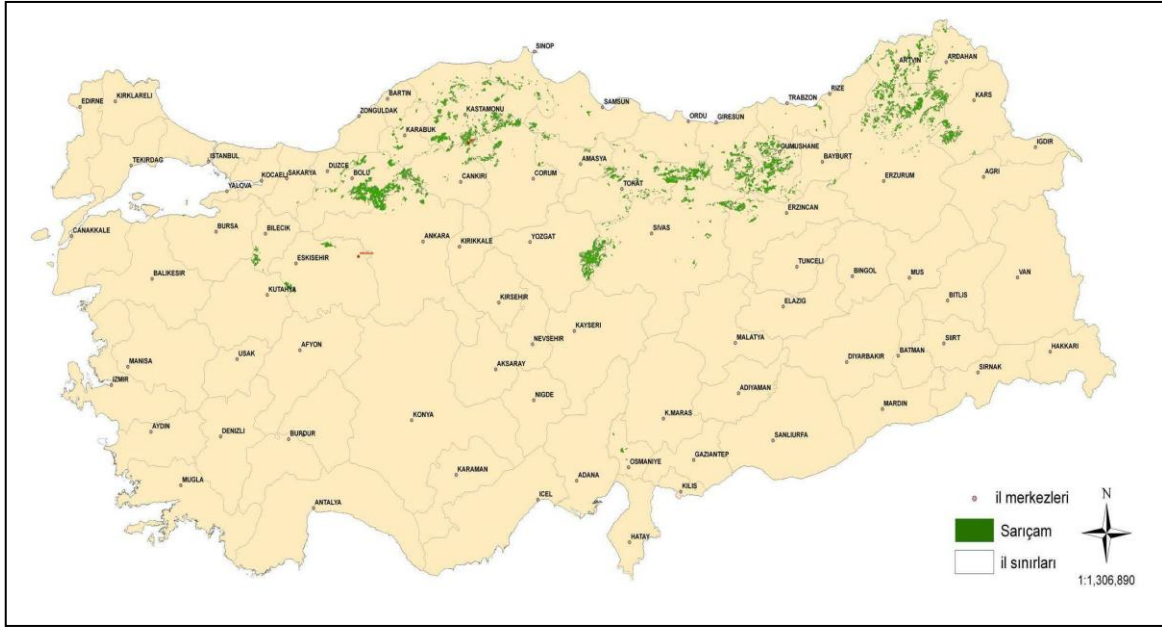 SINOP
ARTVIN
ARDAHAN
BARTIN
KIRKLARELI
EDIRNE
KASTAMONU
RIZE
TRABZON
KARS
ZONGULDAK
SAMSUN
ORDU
GIRESUN
KARABUK
IGDIR
GUMUSHANE
TEKIRDAG
ISTANBUL
AMASYA
BAYBURT
DUZCE
BOLU
KOCAELI
SAKARYA
CANKIRI
CORUM
ERZURUM
AGRI
YALOVA
TOKAT
ERZINCAN
CANAKKALE
BURSA
BILECIK
SIVAS
ANKARA
KIRIKKALE
YOZGAT
ESKISEHIR
TUNCELI
BALIKESIR
BINGOL
MUS
VAN
KUTAHYA
KIRSEHIR
ELAZIG
BITLIS
KAYSERI
NEVSEHIR
MALATYA
SIIRT
AFYON
USAK
BATMAN
HAKKARI
DIYARBAKIR
MANISA
AKSARAY
SIRNAK
IZMIR
ADIYAMAN
NIGDE
MARDIN
KONYA
K.MARAS
AYDIN
DENIZLI
BURDUR
SANLIURFA
GAZIANTEP
OSMANIYE
KARAMAN
ADANA
MUGLA
KILIS
ICEL
ANTALYA
HATAY
il merkezleri
Sarıçam
il sınırları
N
1:1,306,890